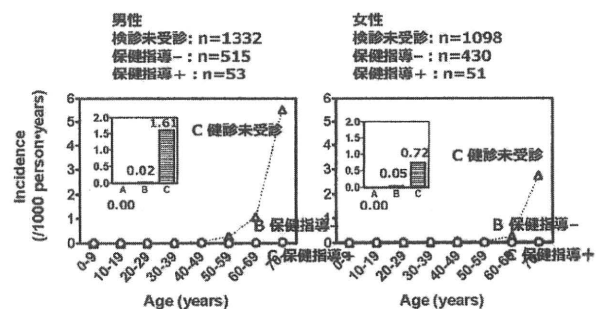 男性
検診未受診: n=1332
保健指導−: n=515
保健指導+ : n=53
女性
検診未受診: n=1098
保健指導−: n=430
保健指導+ : n=51
Incidence
(/1000 person•years)
6
5
4
3
2
1
0
2.0
1.5
1.0
0.5
0.0
1.61
0.02
0.00
A B C
C 健診未受診
B 保健指導−
C 保健指導
0-9 10-19 20-29 30-39 40-49 50-59 60-69 70-
Age (years)
6
5
4
3
2
1
0
2.0
1.5
1.0
0.5
0.0
0.72
0.05
0.00
A B C
C 健診未受診
B 保健指導−
C 保健指導+
0-9 10-19 20-29 30-39 40-49 50-59 60-69 70-
Age (years)